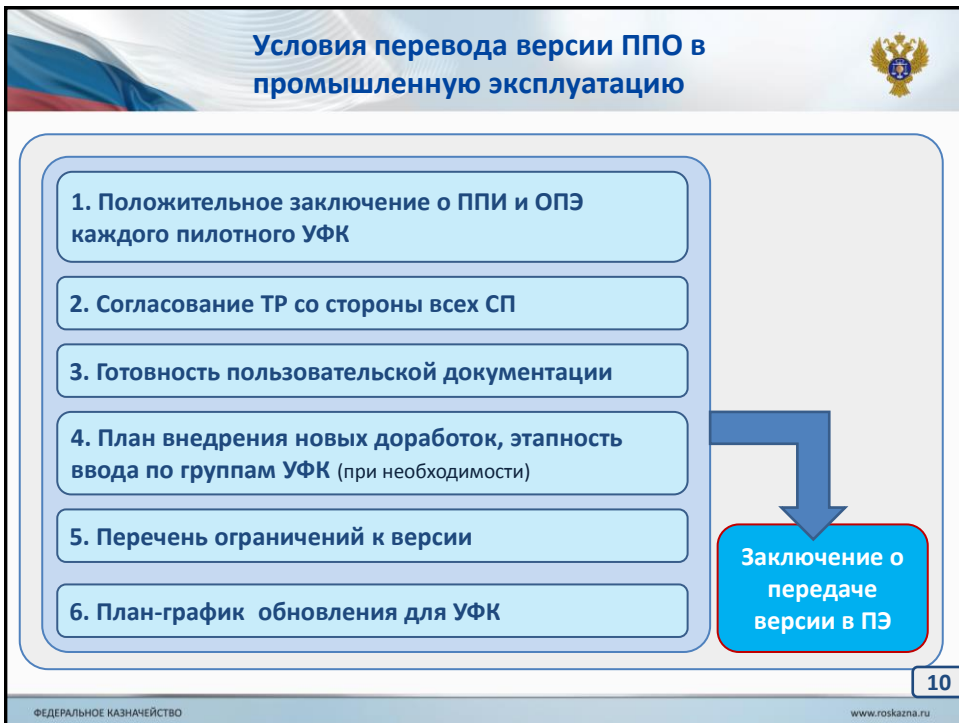 Условия перевода версии ППО в
промышленную эксплуатацию
1. Положительное заключение о ППИ и ОПЭ
каждого пилотного УФК
2. Согласование ТР со стороны всех СП
3. Готовность пользовательской документации
4. План внедрения новых доработок, этапность
ввода по группам УФК (при необходимости)
5. Перечень ограничений к версии
6. План-график обновления для УФК
Заключение о
передаче
версии в ПЭ
10
ФЕДЕРАЛЬНОЕ КАЗНАЧЕЙСТВО
www.roskazna.ru